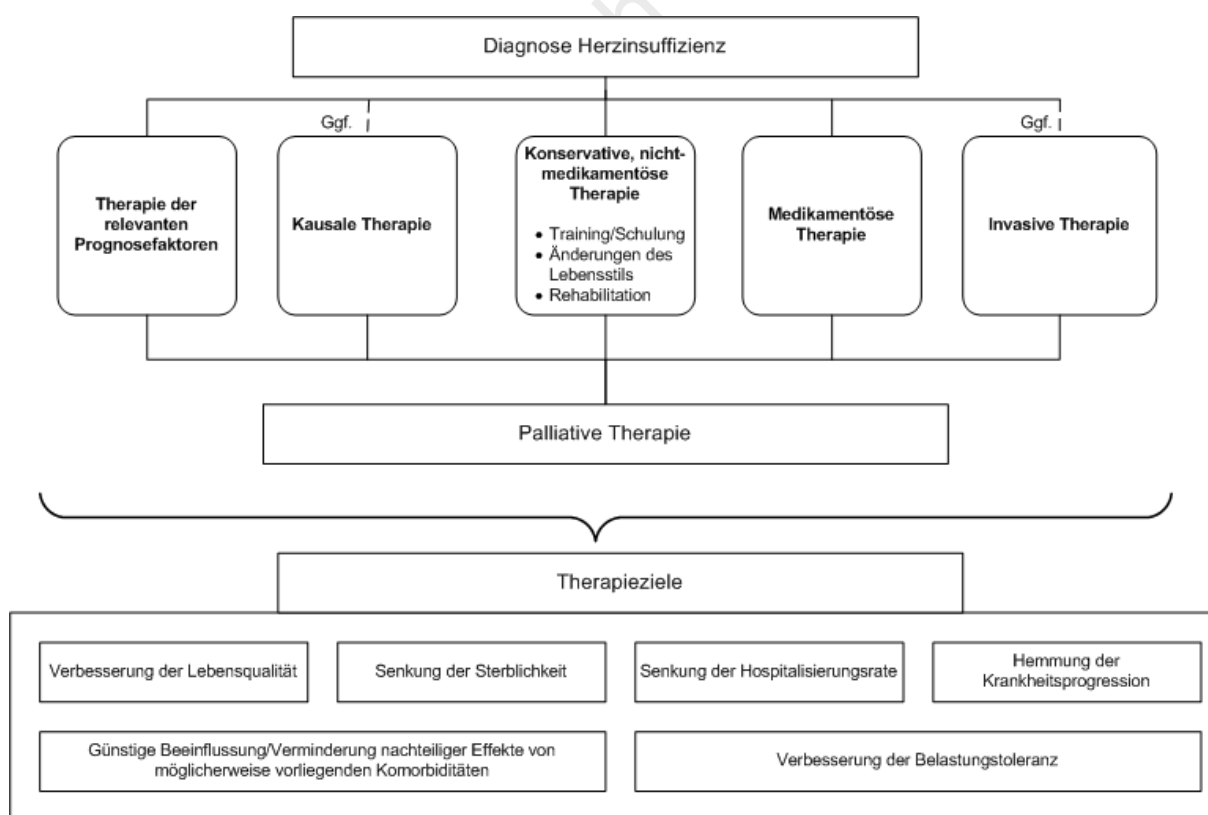 Diagnose Herzinsuffizienz
Ggf.
Ggf.
Therapie der
relevanten
Prognosefaktoren
Kausale Therapie
Konservative, nicht-
medikamentöse
Therapie
• Training/Schulung
• Änderungen des
Lebensstils
• Rehabilitation
Medikamentöse
Therapie
Invasive Therapie
Palliative Therapie
Therapieziele
Verbesserung der Lebensqualität
Senkung der Sterblichkeit
Senkung der Hospitalisierungsrate
Hemmung der
Krankheitsprogression
Günstige Beeinflussung/Verminderung nachteiliger Effekte von
möglicherweise vorliegenden Komorbiditäten
Verbesserung der Belastungstoleranz